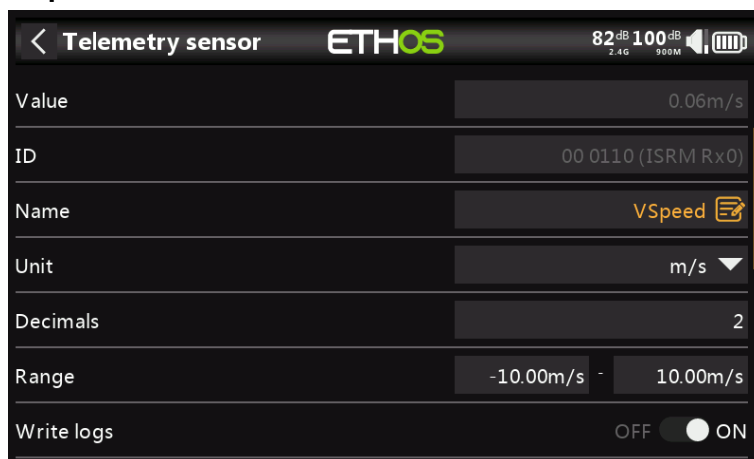 Telemetry sensor ETHOS 82dB 2.4G 100dB 900M
Value 0.06m/s
ID 00 0110 (ISRM Rx0)
Name VSpeed
Unit m/s
Decimals 2
Range -10.00m/s - 10.00m/s
Write logs OFF ON